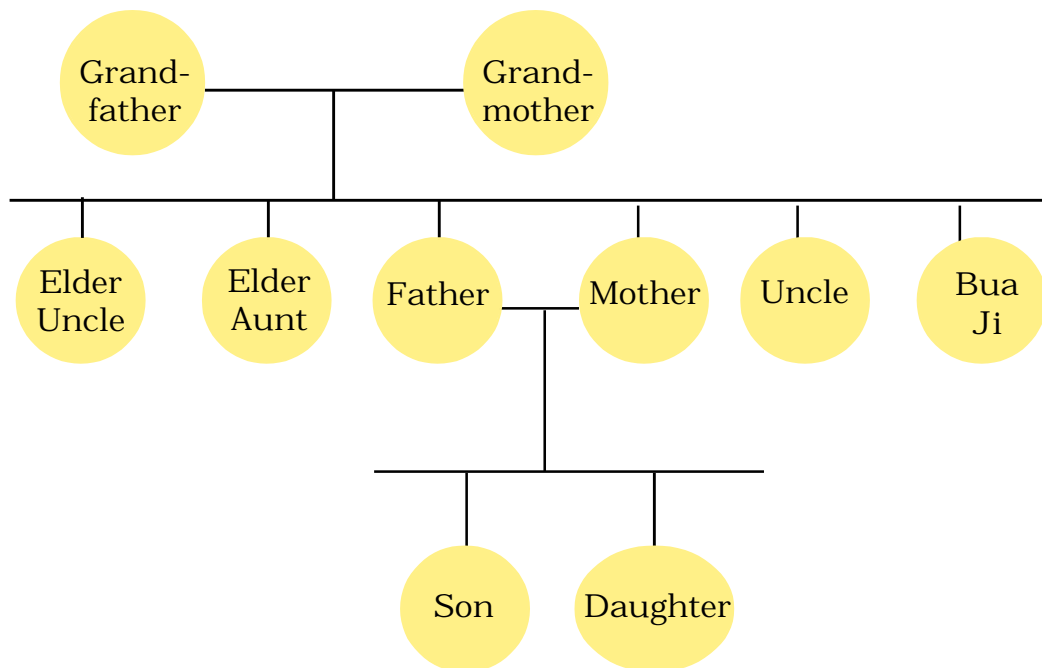 Grand-
father
Grand-
mother
Elder
Uncle
Elder
Aunt
Father
Mother
Uncle
Bua
Ji
Son
Daughter